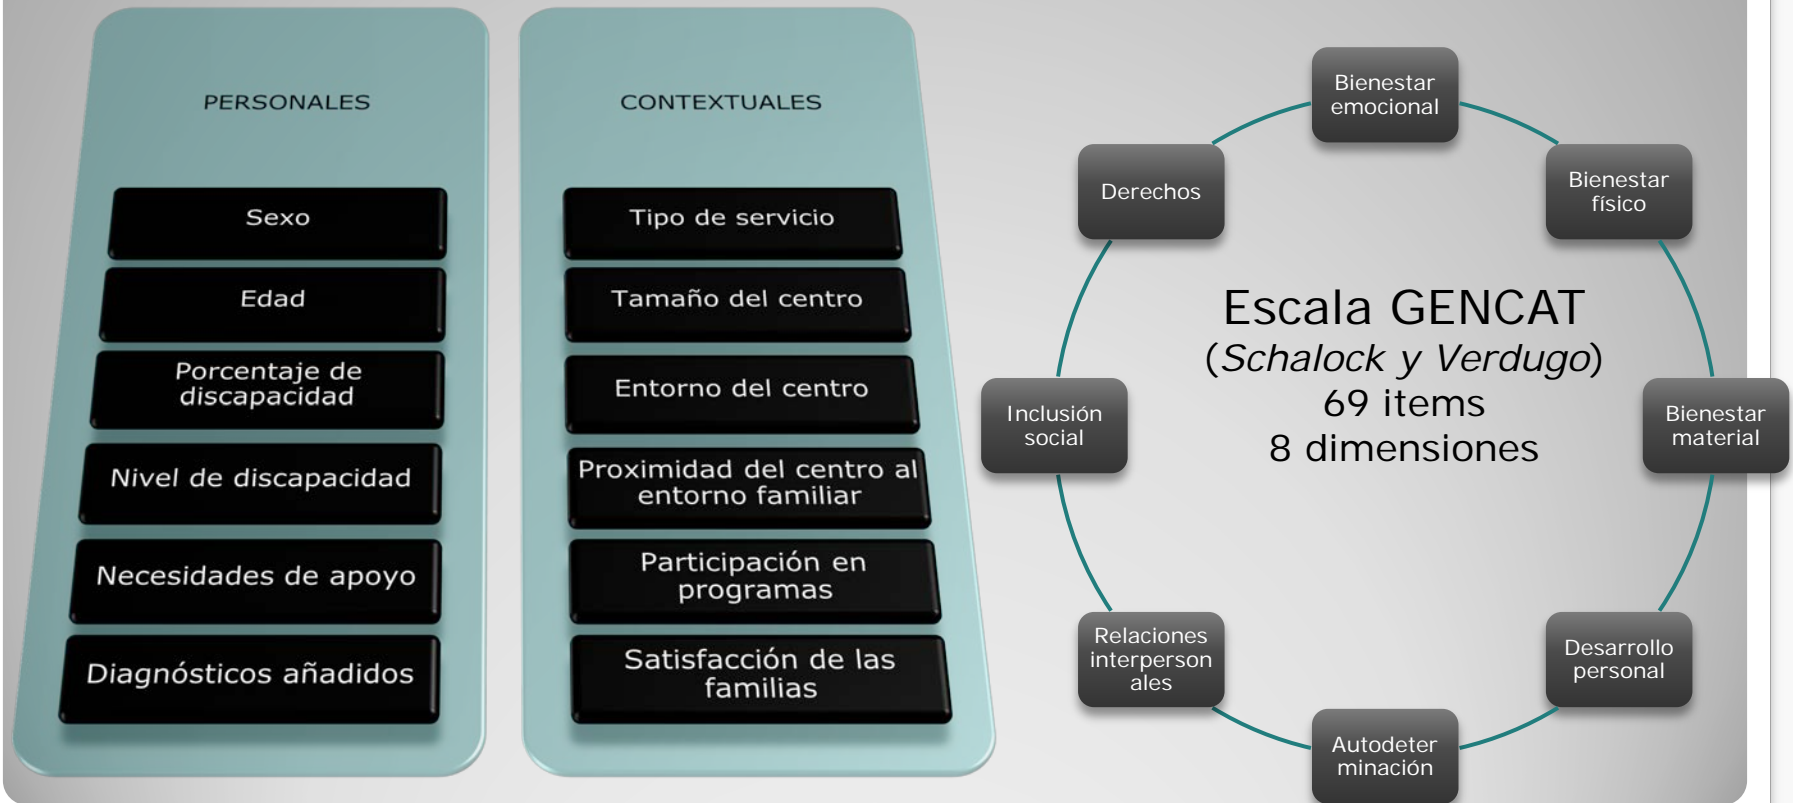 PERSONALES
Sexo
Edad
Porcentaje de
discapacidad
Nivel de discapacidad
Necesidades de apoyo
Diagnósticos añadidos
CONTEXTUALES
Tipo de servicio
Tamaño del centro
Entorno del centro
Proximidad del centro al
entorno familiar
Participación en
programas
Satisfacción de las
familias
Bienestar
emocional
Bienestar
físico
Bienestar
material
Desarrollo
personal
Autodeter
minación
Relaciones
interperson
ales
Inclusión
social
Derechos
Escala GENCAT
(Schalock y Verdugo)
69 items
8 dimensiones